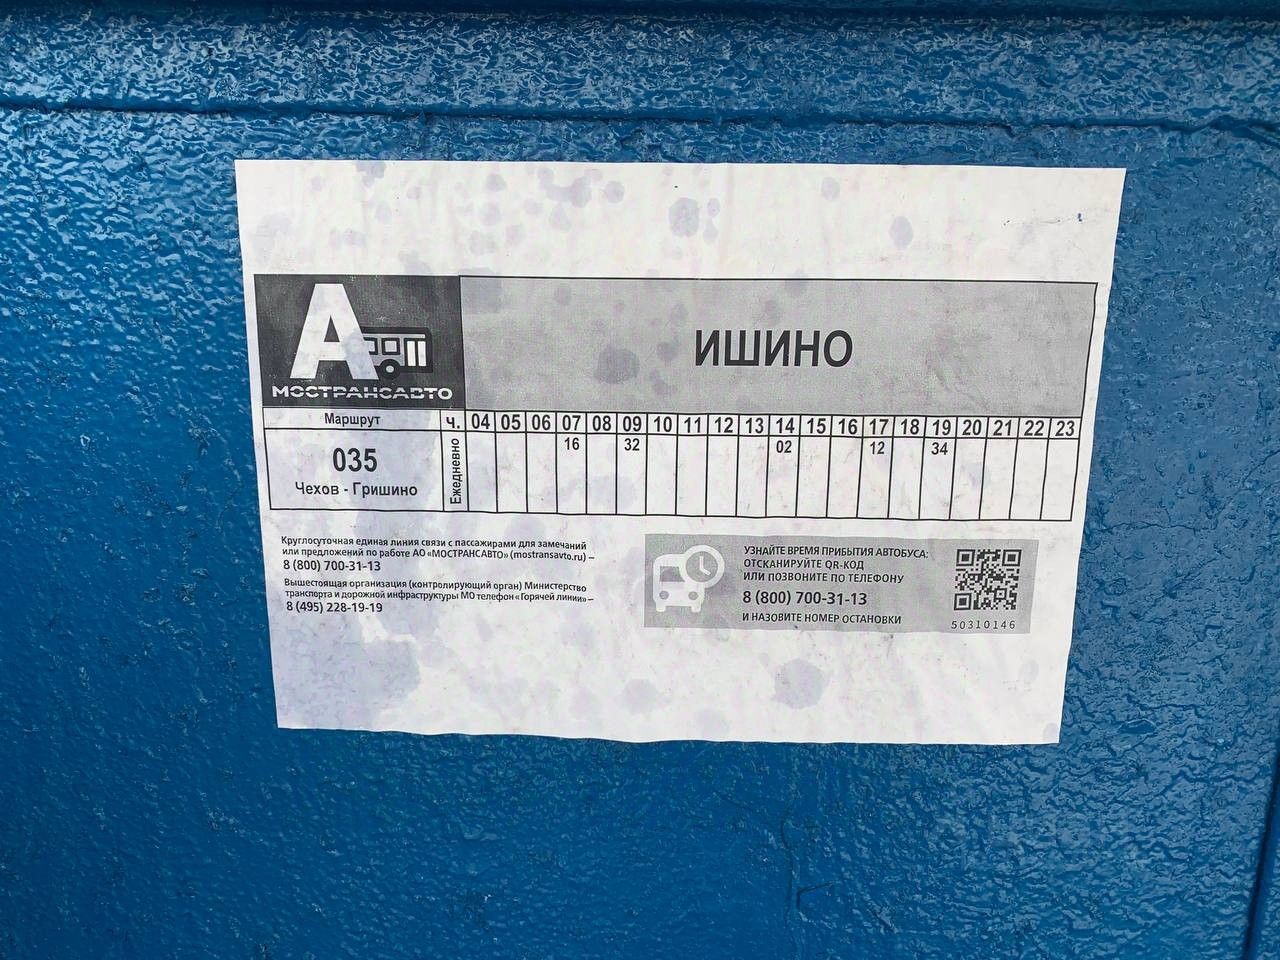 А
МОСТРАНСАВТО
ИШИНО
Маршрут ч. 04 05 06 07 08 09 10 11 12 13 14 15 16 17 18 19 20 21 22 23
035
Чехов - Гришино
Ежедневно
16 32 02 12 34
Круглосуточная единая линия связи с пассажирами для замечаний
или предложений по работе АО «МОСТРАНСАВТО» (mostransavto.ru) –
8 (800) 700-31-13
Вышестоящая организация (контролирующий орган) Министерство
транспорта и дорожной инфраструктуры МО телефон «Горячей линии» –
8 (495) 228-19-19
УЗНАЙТЕ ВРЕМЯ ПРИБЫТИЯ АВТОБУСА:
ОТСКАНИРУЙТЕ QR-КОД
ИЛИ ПОЗВОНИТЕ ПО ТЕЛЕФОНУ
8 (800) 700-31-13
И НАЗОВИТЕ НОМЕР ОСТАНОВКИ
50310146